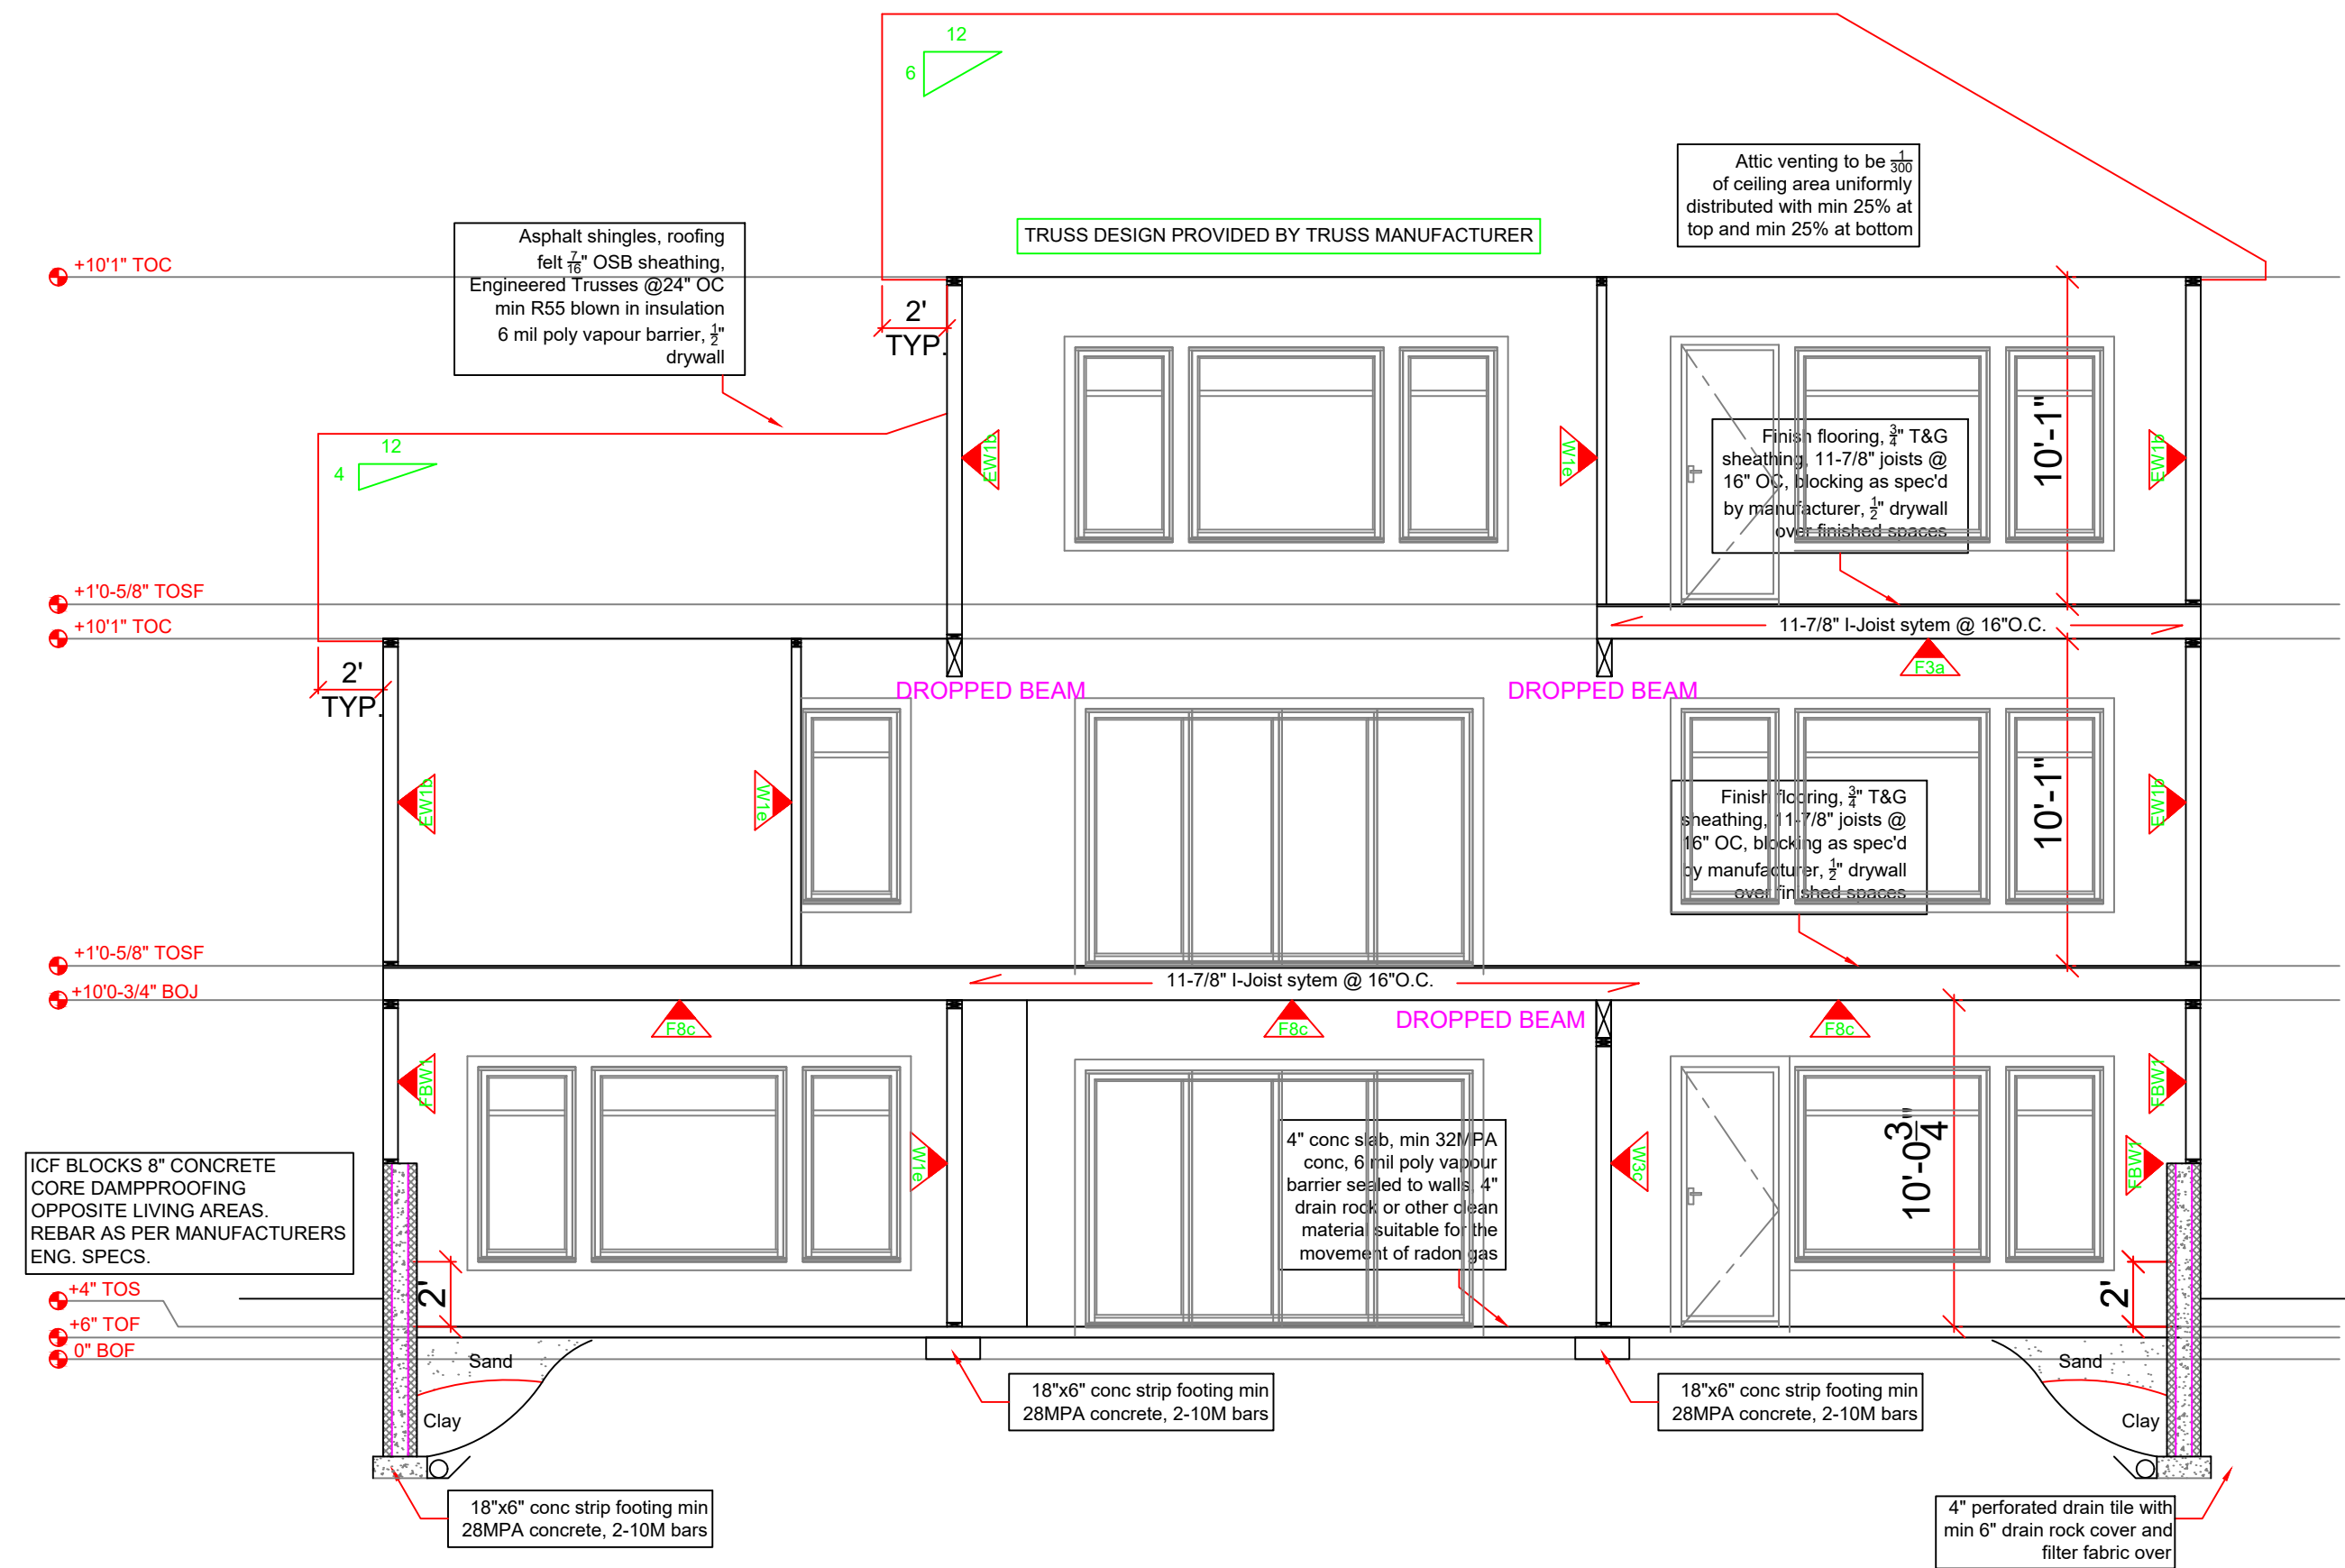 12
6
Attic venting to be 1/300
of ceiling area uniformly
distributed with min 25% at
top and min 25% at bottom
TRUSS DESIGN PROVIDED BY TRUSS MANUFACTURER
Asphalt shingles, roofing
felt 7/16" OSB sheathing,
Engineered Trusses @24" OC
min R55 blown in insulation
6 mil poly vapour barrier, 1/2"
drywall
+10'1" TOC
2'
TYP.
12
4
EW1b
W1e
Finish flooring, 3/4" T&G
sheathing, 11-7/8" joists @
16" OC, blocking as spec'd
by manufacturer, 1/2" drywall
over finished spaces
10'-1"
EW1b
+1'0-5/8" TOSF
+10'1" TOC
11-7/8" I-Joist sytem @ 16"O.C.
F3a
2'
TYP.
DROPPED BEAM
DROPPED BEAM
EW1b
W1e
Finish flooring, 3/4" T&G
sheathing, 11-7/8" joists @
16" OC, blocking as spec'd
by manufacturer, 1/2" drywall
over finished spaces
10'-1"
EW1b
+1'0-5/8" TOSF
+10'0-3/4" BOJ
11-7/8" I-Joist sytem @ 16"O.C.
F8c
F8c
F8c
DROPPED BEAM
FBW1
FBW1
W1e
4" conc slab, min 32MPA
conc, 6 mil poly vapour
barrier sealed to walls, 4"
drain rock or other clean
material suitable for the
movement of radon gas
W3c
10'-0 3/4"
FBW1
ICF BLOCKS 8" CONCRETE
CORE DAMPPROOFING
OPPOSITE LIVING AREAS.
REBAR AS PER MANUFACTURERS
ENG. SPECS.
2'
2'
+4" TOS
+6" TOF
0" BOF
Sand
Clay
Sand
Clay
18"x6" conc strip footing min
28MPA concrete, 2-10M bars
18"x6" conc strip footing min
28MPA concrete, 2-10M bars
18"x6" conc strip footing min
28MPA concrete, 2-10M bars
4" perforated drain tile with
min 6" drain rock cover and
filter fabric over